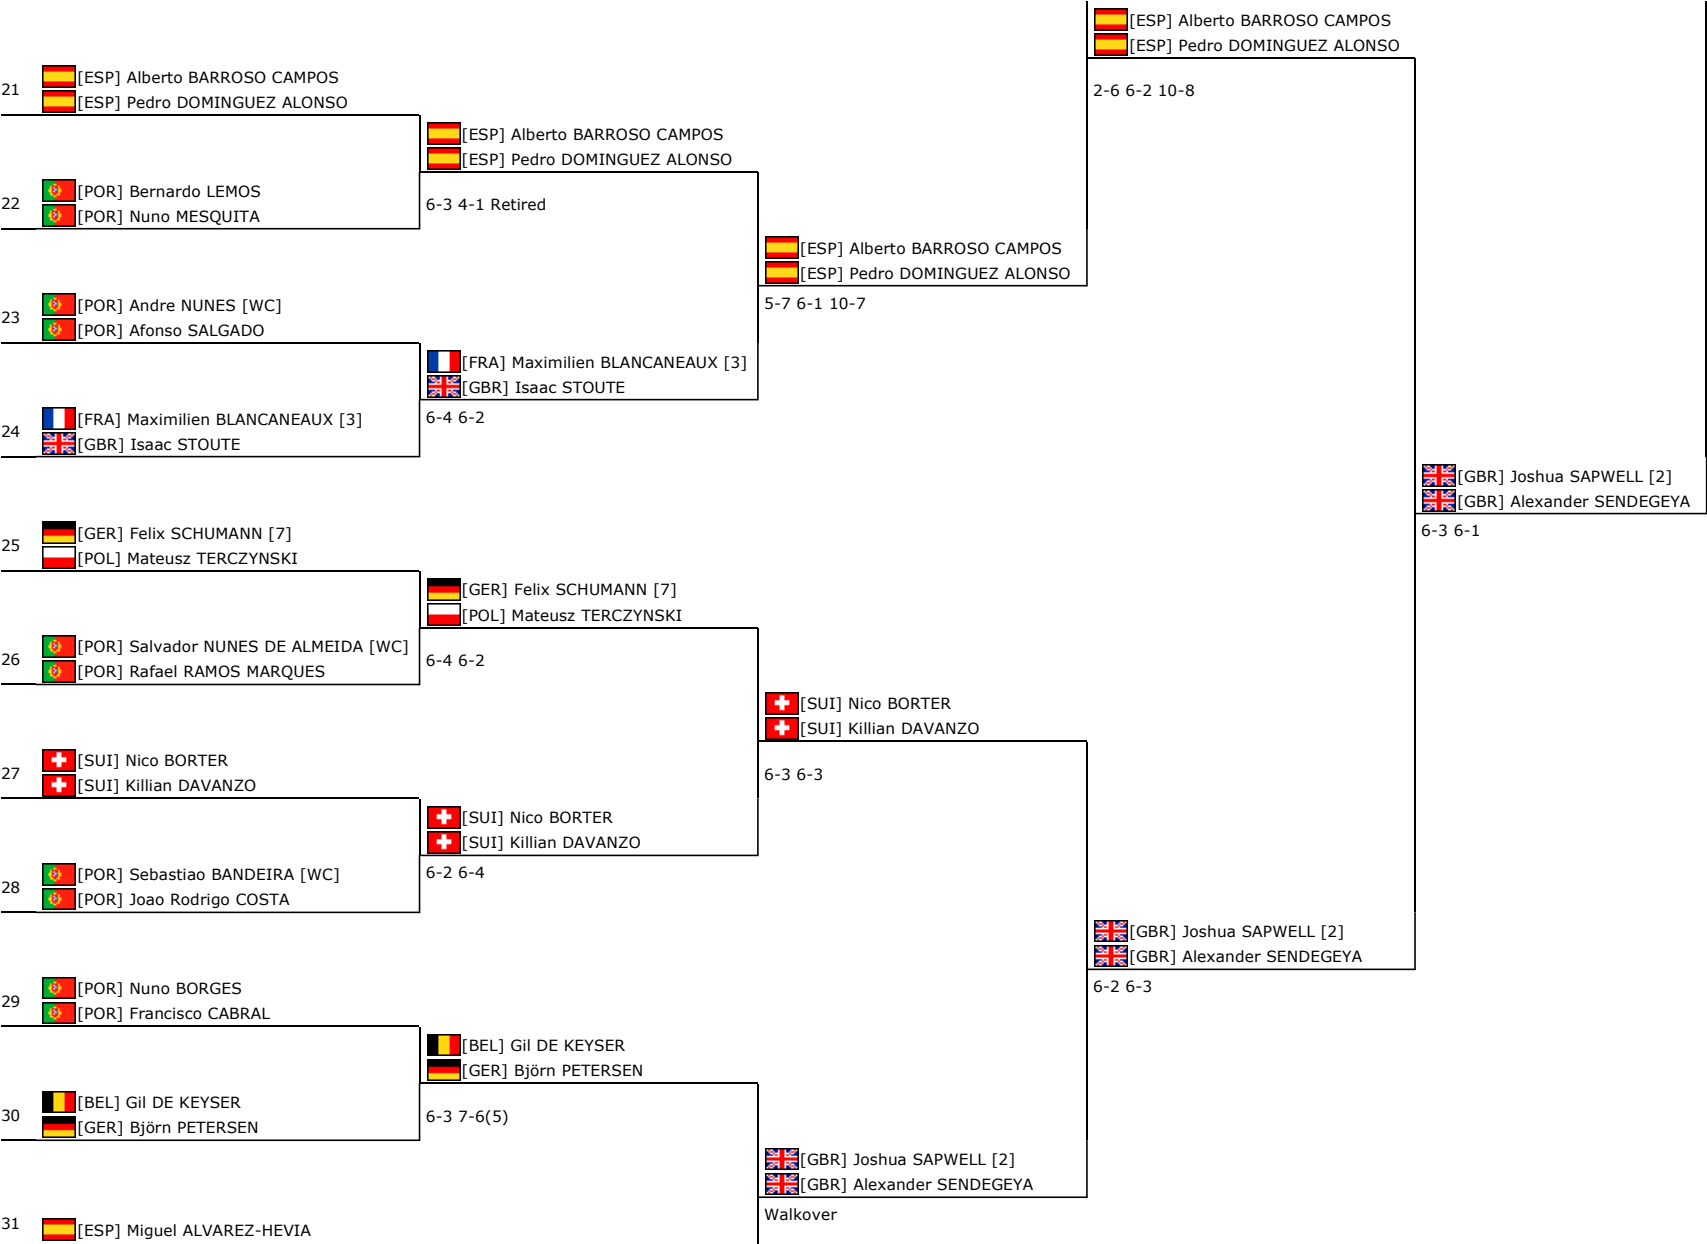 [ESP] Alberto BARROSO CAMPOS
[ESP] Pedro DOMINGUEZ ALONSO
2-6 6-2 10-8
21
[ESP] Alberto BARROSO CAMPOS
[ESP] Pedro DOMINGUEZ ALONSO
[ESP] Alberto BARROSO CAMPOS
[ESP] Pedro DOMINGUEZ ALONSO
22
[POR] Bernardo LEMOS
[POR] Nuno MESQUITA
6-3 4-1 Retired
[ESP] Alberto BARROSO CAMPOS
[ESP] Pedro DOMINGUEZ ALONSO
5-7 6-1 10-7
23
[POR] Andre NUNES [WC]
[POR] Afonso SALGADO
[FRA] Maximilien BLANCANEAUX [3]
[GBR] Isaac STOUTE
6-4 6-2
24
[FRA] Maximilien BLANCANEAUX [3]
[GBR] Isaac STOUTE
[GBR] Joshua SAPWELL [2]
[GBR] Alexander SENDEGEYA
6-3 6-1
25
[GER] Felix SCHUMANN [7]
[POL] Mateusz TERCZYNSKI
[GER] Felix SCHUMANN [7]
[POL] Mateusz TERCZYNSKI
26
[POR] Salvador NUNES DE ALMEIDA [WC]
[POR] Rafael RAMOS MARQUES
6-4 6-2
[SUI] Nico BORTER
[SUI] Killian DAVANZO
6-3 6-3
27
[SUI] Nico BORTER
[SUI] Killian DAVANZO
[SUI] Nico BORTER
[SUI] Killian DAVANZO
6-2 6-4
28
[POR] Sebastiao BANDEIRA [WC]
[POR] Joao Rodrigo COSTA
[GBR] Joshua SAPWELL [2]
[GBR] Alexander SENDEGEYA
6-2 6-3
29
[POR] Nuno BORGES
[POR] Francisco CABRAL
[BEL] Gil DE KEYSER
[GER] Björn PETERSEN
30
[BEL] Gil DE KEYSER
[GER] Björn PETERSEN
6-3 7-6(5)
[GBR] Joshua SAPWELL [2]
[GBR] Alexander SENDEGEYA
Walkover
31
[ESP] Miguel ALVAREZ-HEVIA